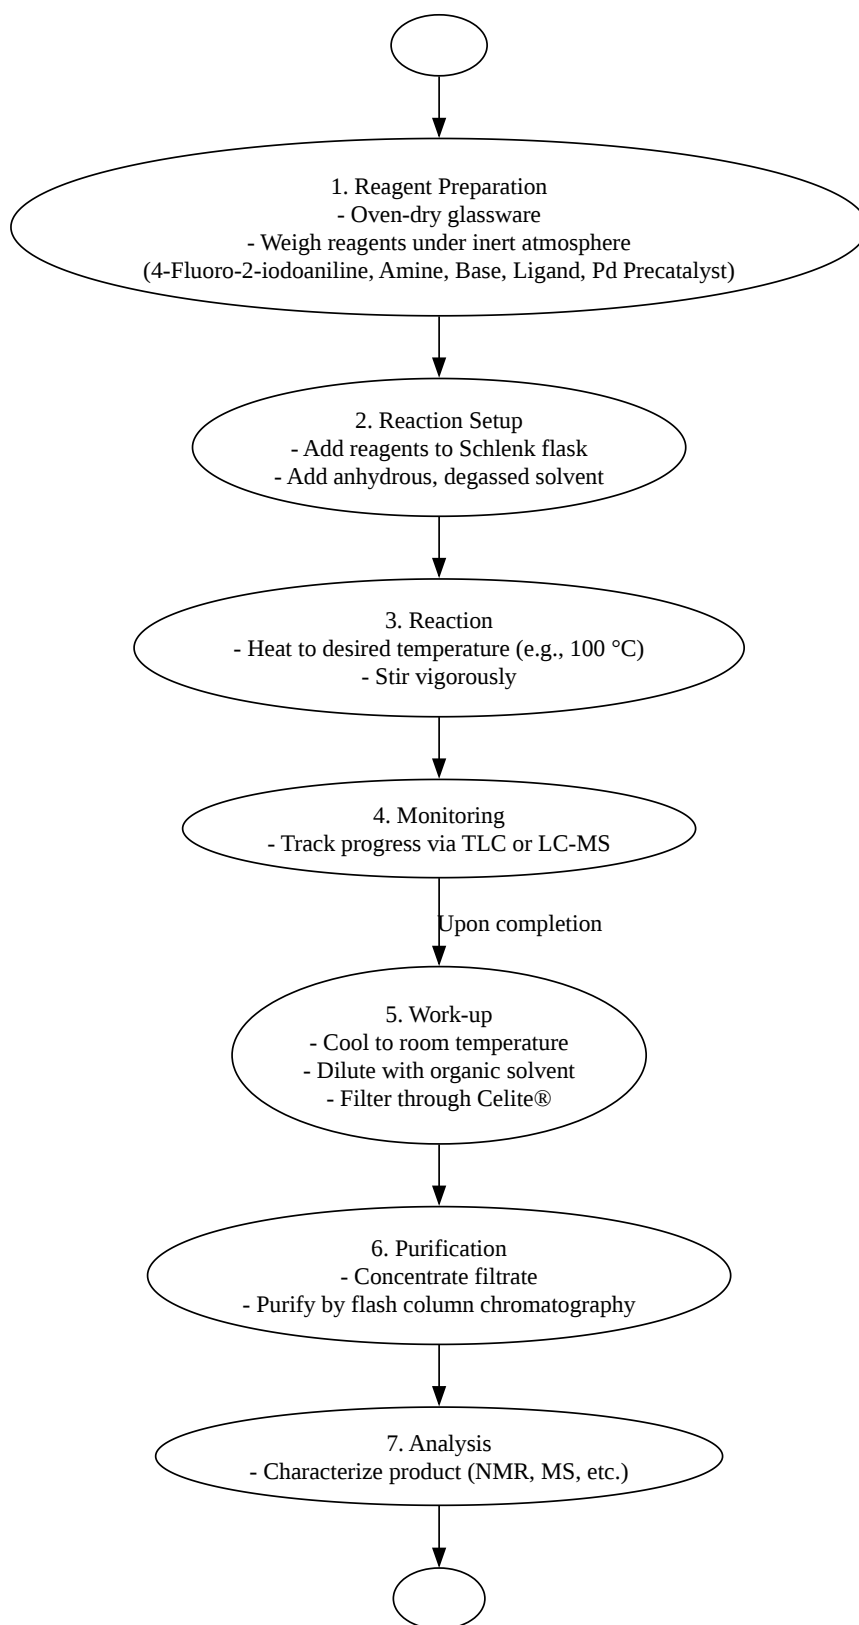 1. Reagent Preparation
- Oven-dry glassware
- Weigh reagents under inert atmosphere
(4-Fluoro-2-iodoaniline, Amine, Base, Ligand, Pd Precatalyst)
2. Reaction Setup
- Add reagents to Schlenk flask
- Add anhydrous, degassed solvent
3. Reaction
- Heat to desired temperature (e.g., 100 °C)
- Stir vigorously
4. Monitoring
- Track progress via TLC or LC-MS
Upon completion
5. Work-up
- Cool to room temperature
- Dilute with organic solvent
- Filter through Celite®
6. Purification
- Concentrate filtrate
- Purify by flash column chromatography
7. Analysis
- Characterize product (NMR, MS, etc.)